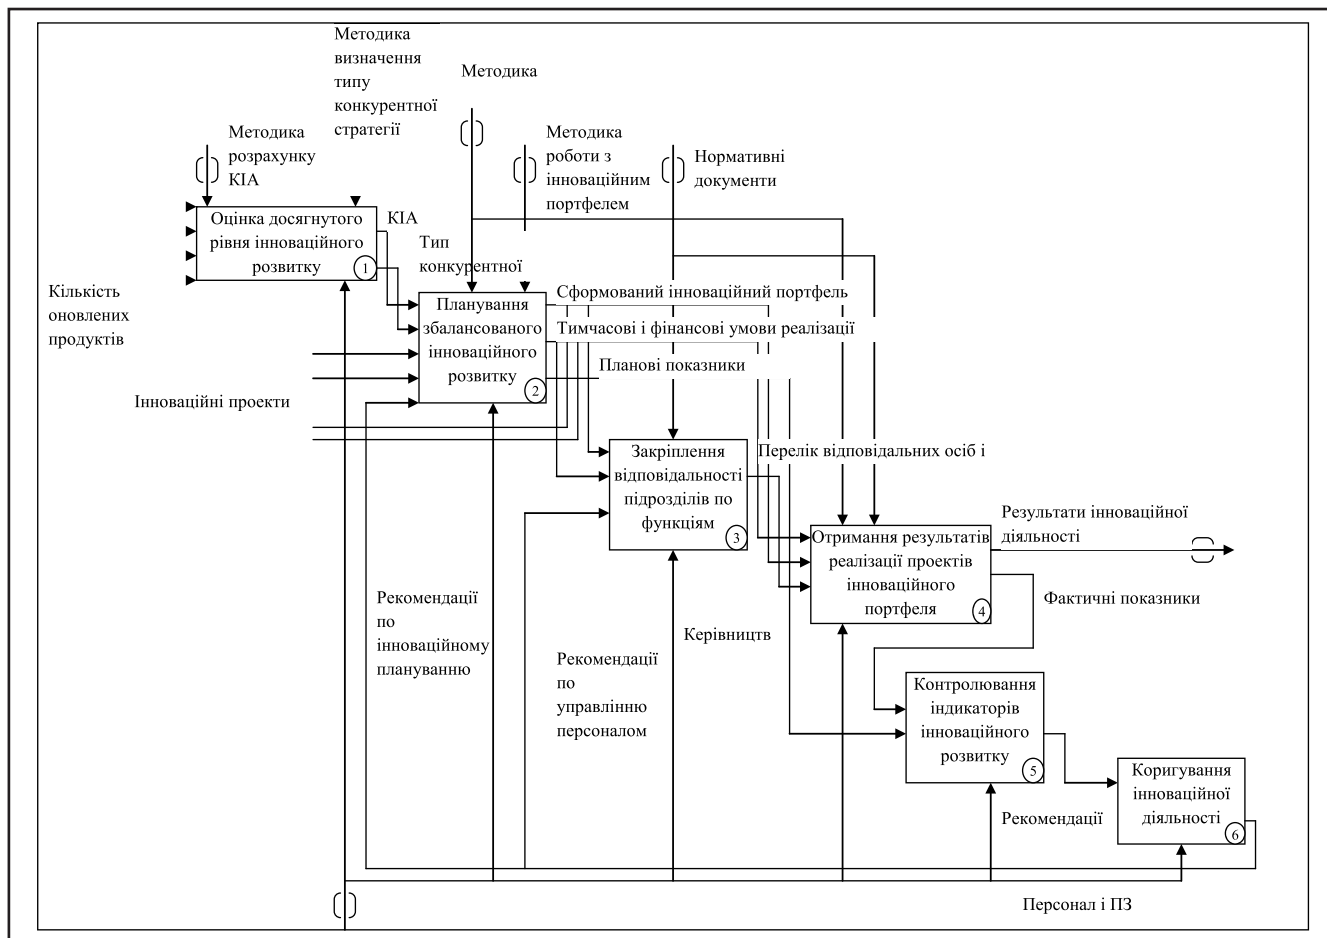 Методика
визначення
типу
конкурентної
стратегії
Методика
Методика
розрахунку
КІА
Методика
роботи з
інноваційним
портфелем
Нормативні
документи
Оцінка досягнутого
рівня інноваційного
розвитку
1
КІА
Тип
конкурентної
Кількість
оновлених
продуктів
Планування
збалансованого
інноваційного
розвитку
2
Сформований інноваційний портфель
Тимчасові і фінансові умови реалізації
Планові показники
Інноваційні проекти
Закріплення
відповідальності
підрозділів по
функціям
3
Перелік відповідальних осіб і
Отримання результатів
реалізації проектів
інноваційного
портфеля
4
Результати інноваційної
діяльності
Фактичні показники
Рекомендації
по
інноваційному
плануванню
Рекомендації
по
управлінню
персоналом
Керівництв
Контролювання
індикаторів
інноваційного
розвитку
5
Рекомендації
Коригування
інноваційної
діяльності
6
Персонал і ПЗ